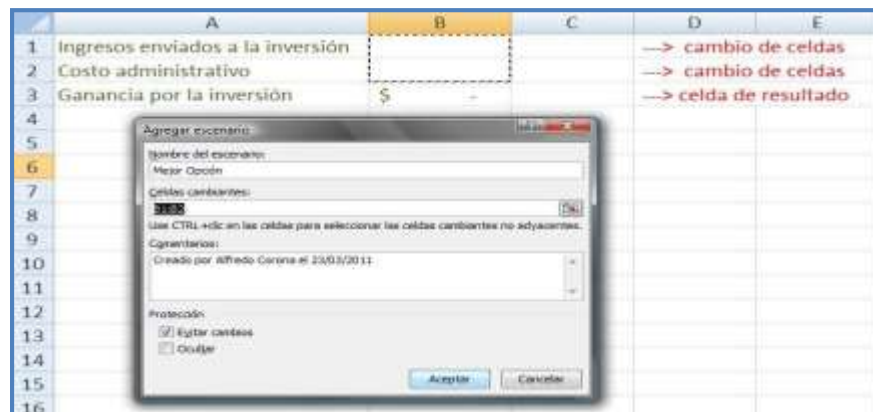 A B C D E
1 Ingresos enviados a la inversión ---> cambio de celdas
2 Costo administrativo ---> cambio de celdas
3 Ganancia por la inversión $ - ---> celda de resultado
4
Agregar escenario
5
Nombre del escenario:
6
Mejor Opción
7
Celdas cambiantes:
8
B1:B2
Use CTRL+clic en las celdas para seleccionar las celdas cambiantes no adyacentes.
9
Comentarios:
10
Creado por Alfredo Corona el 23/03/2011
11
12
Protección
13
Evitar cambios
Ocultar
14
15
Aceptar Cancelar
16